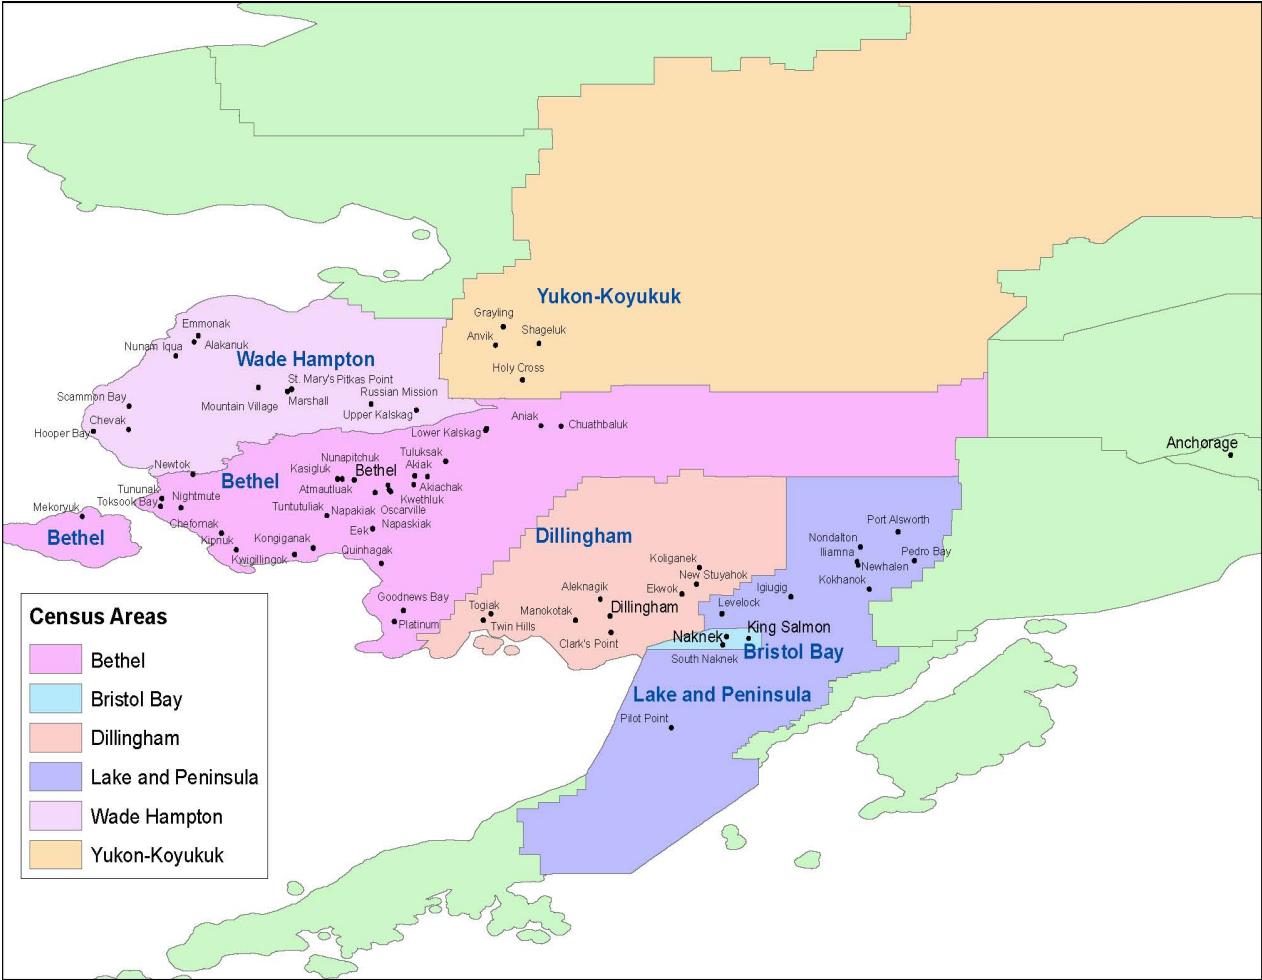 Yukon-Koyukuk
Grayling
Anvik
Shageluk
Holy Cross
Emmonak
Nunam Iqua
Alakanuk
Wade Hampton
St. Mary's
Pitkas Point
Mountain Village
Marshall
Russian Mission
Upper Kalskag
Scammon Bay
Chevak
Hooper Bay
Lower Kalskag
Aniak
Chuathbaluk
Anchorage
Newtok
Nunapitchuk
Kasigluk
Bethel
Tuluksak
Akiak
Bethel
Atmautluak
Akiachak
Kwethluk
Tununak
Toksook Bay
Nightmute
Tuntutuliak
Napakiak
Oscarville
Mekoryuk
Bethel
Chefornak
Kipnuk
Kongiganak
Kwigillingok
Eek
Napaskiak
Quinhagak
Dillingham
Port Alsworth
Nondalton
Iliamna
Pedro Bay
Newhalen
Kokhanok
Koliganek
New Stuyahok
Ekwok
Igiugig
Aleknagik
Levelock
Goodnews Bay
Platinum
Togiak
Twin Hills
Manokotak
Dillingham
Clark's Point
Naknek
King Salmon
South Naknek
Bristol Bay
Lake and Peninsula
Pilot Point
Census Areas
Bethel
Bristol Bay
Dillingham
Lake and Peninsula
Wade Hampton
Yukon-Koyukuk